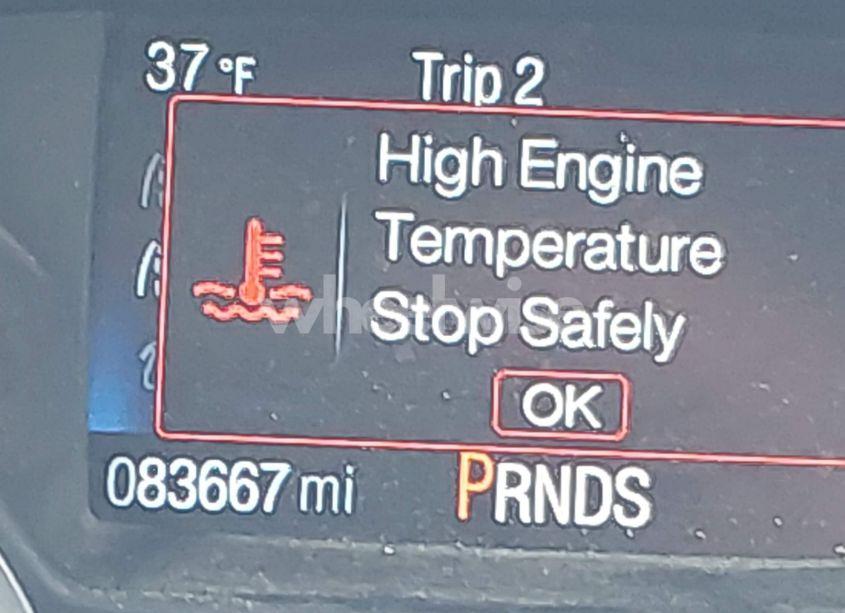 37 °F Trip 2
High Engine
Temperature
Stop Safely
OK
083667 mi PRNDS